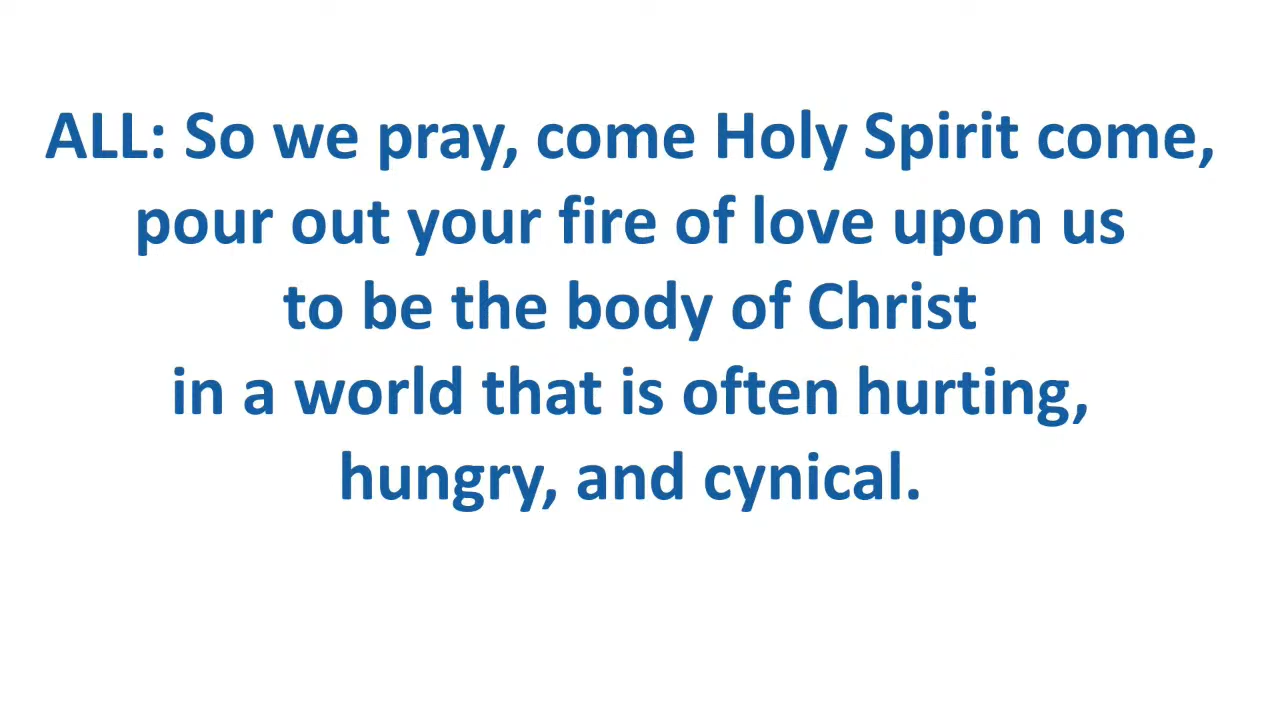 ALL: So we pray, come Holy Spirit come,
pour out your fire of love upon us
to be the body of Christ
in a world that is often hurting,
hungry, and cynical.